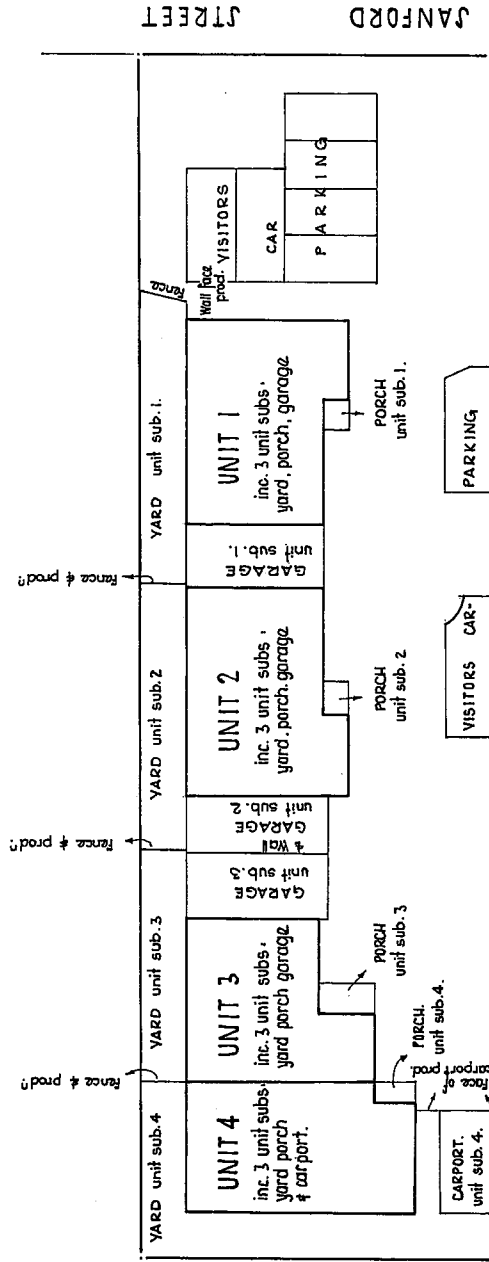 SANFORD STREET
VISITORS
CAR
PARKING
Wall Face
prod.
Fence
YARD unit sub.1.
UNIT 1
inc. 3 unit subs.
yard, porch, garage
PORCH
unit sub.1.
PARKING
GARAGE
unit sub.1.
Fence & prod?
YARD unit sub.2
UNIT 2
inc. 3 unit subs.
yard. porch. garage
PORCH
unit sub. 2
VISITORS CAR-
GARAGE
unit sub.2
¢ Wall
Fence & prod?
GARAGE
unit sub.3
YARD unit sub.3
UNIT 3
inc. 3 unit subs.
yard porch garage
PORCH
unit sub.3
Fence & prod?
YARD unit sub.4
UNIT 4
inc. 3 unit subs.
yard porch
& carport.
PORCH.
unit sub.4.
Face of
carport prod.
CARPORT.
unit sub.4.